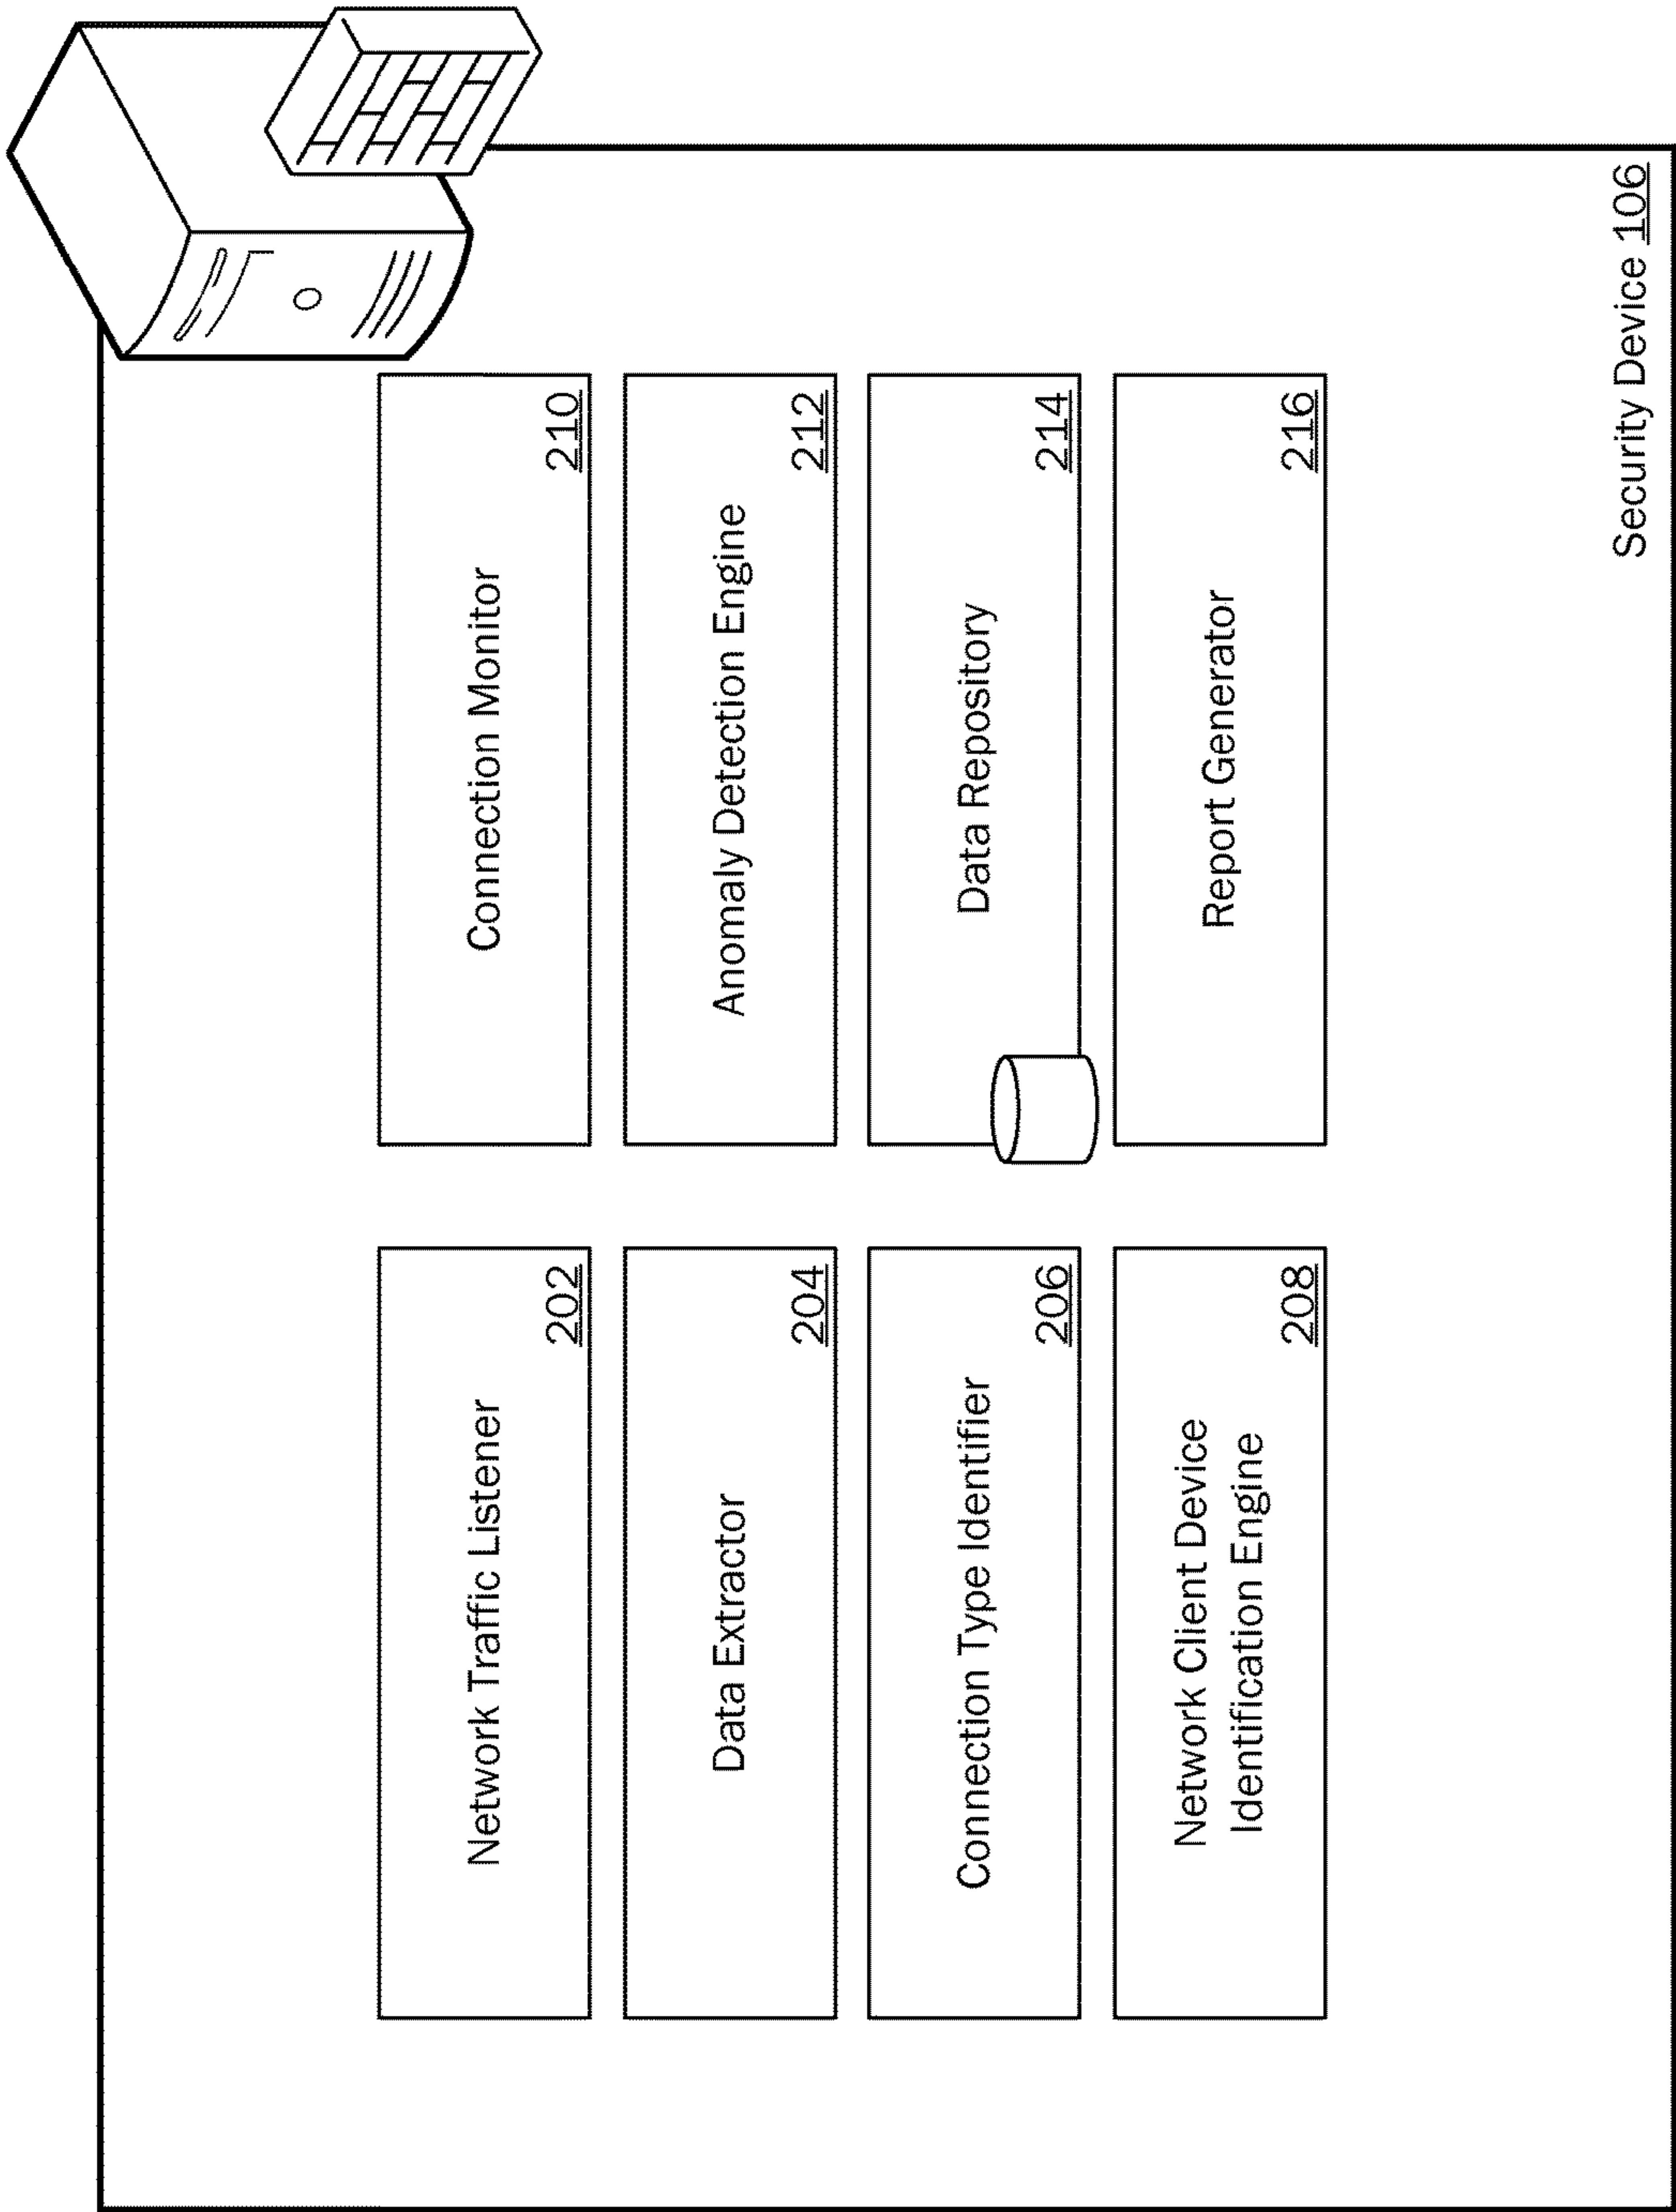 Network Traffic Listener
202
Data Extractor
204
Connection Type Identifier
206
Network Client Device
Identification Engine
208
Connection Monitor
210
Anomaly Detection Engine
212
Data Repository
214
Report Generator
216
Security Device 106